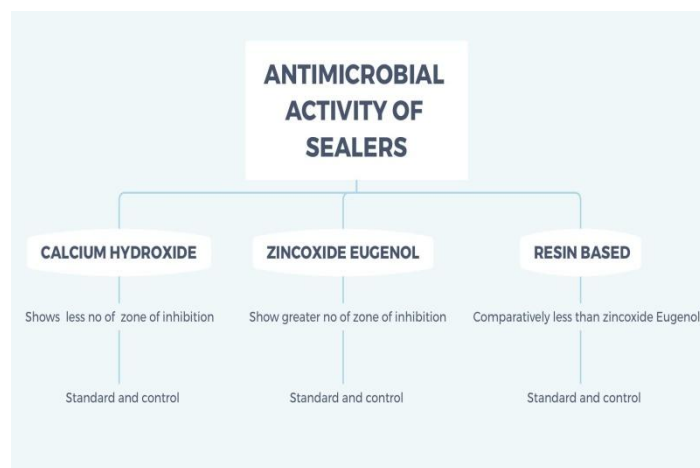 ANTIMICROBIAL
ACTIVITY OF
SEALERS
CALCIUM HYDROXIDE
ZINCOXIDE EUGENOL
RESIN BASED
Shows less no of zone of inhibition
Show greater no of zone of inhibition
Comparatively less than zincoxide Eugenol
Standard and control
Standard and control
Standard and control